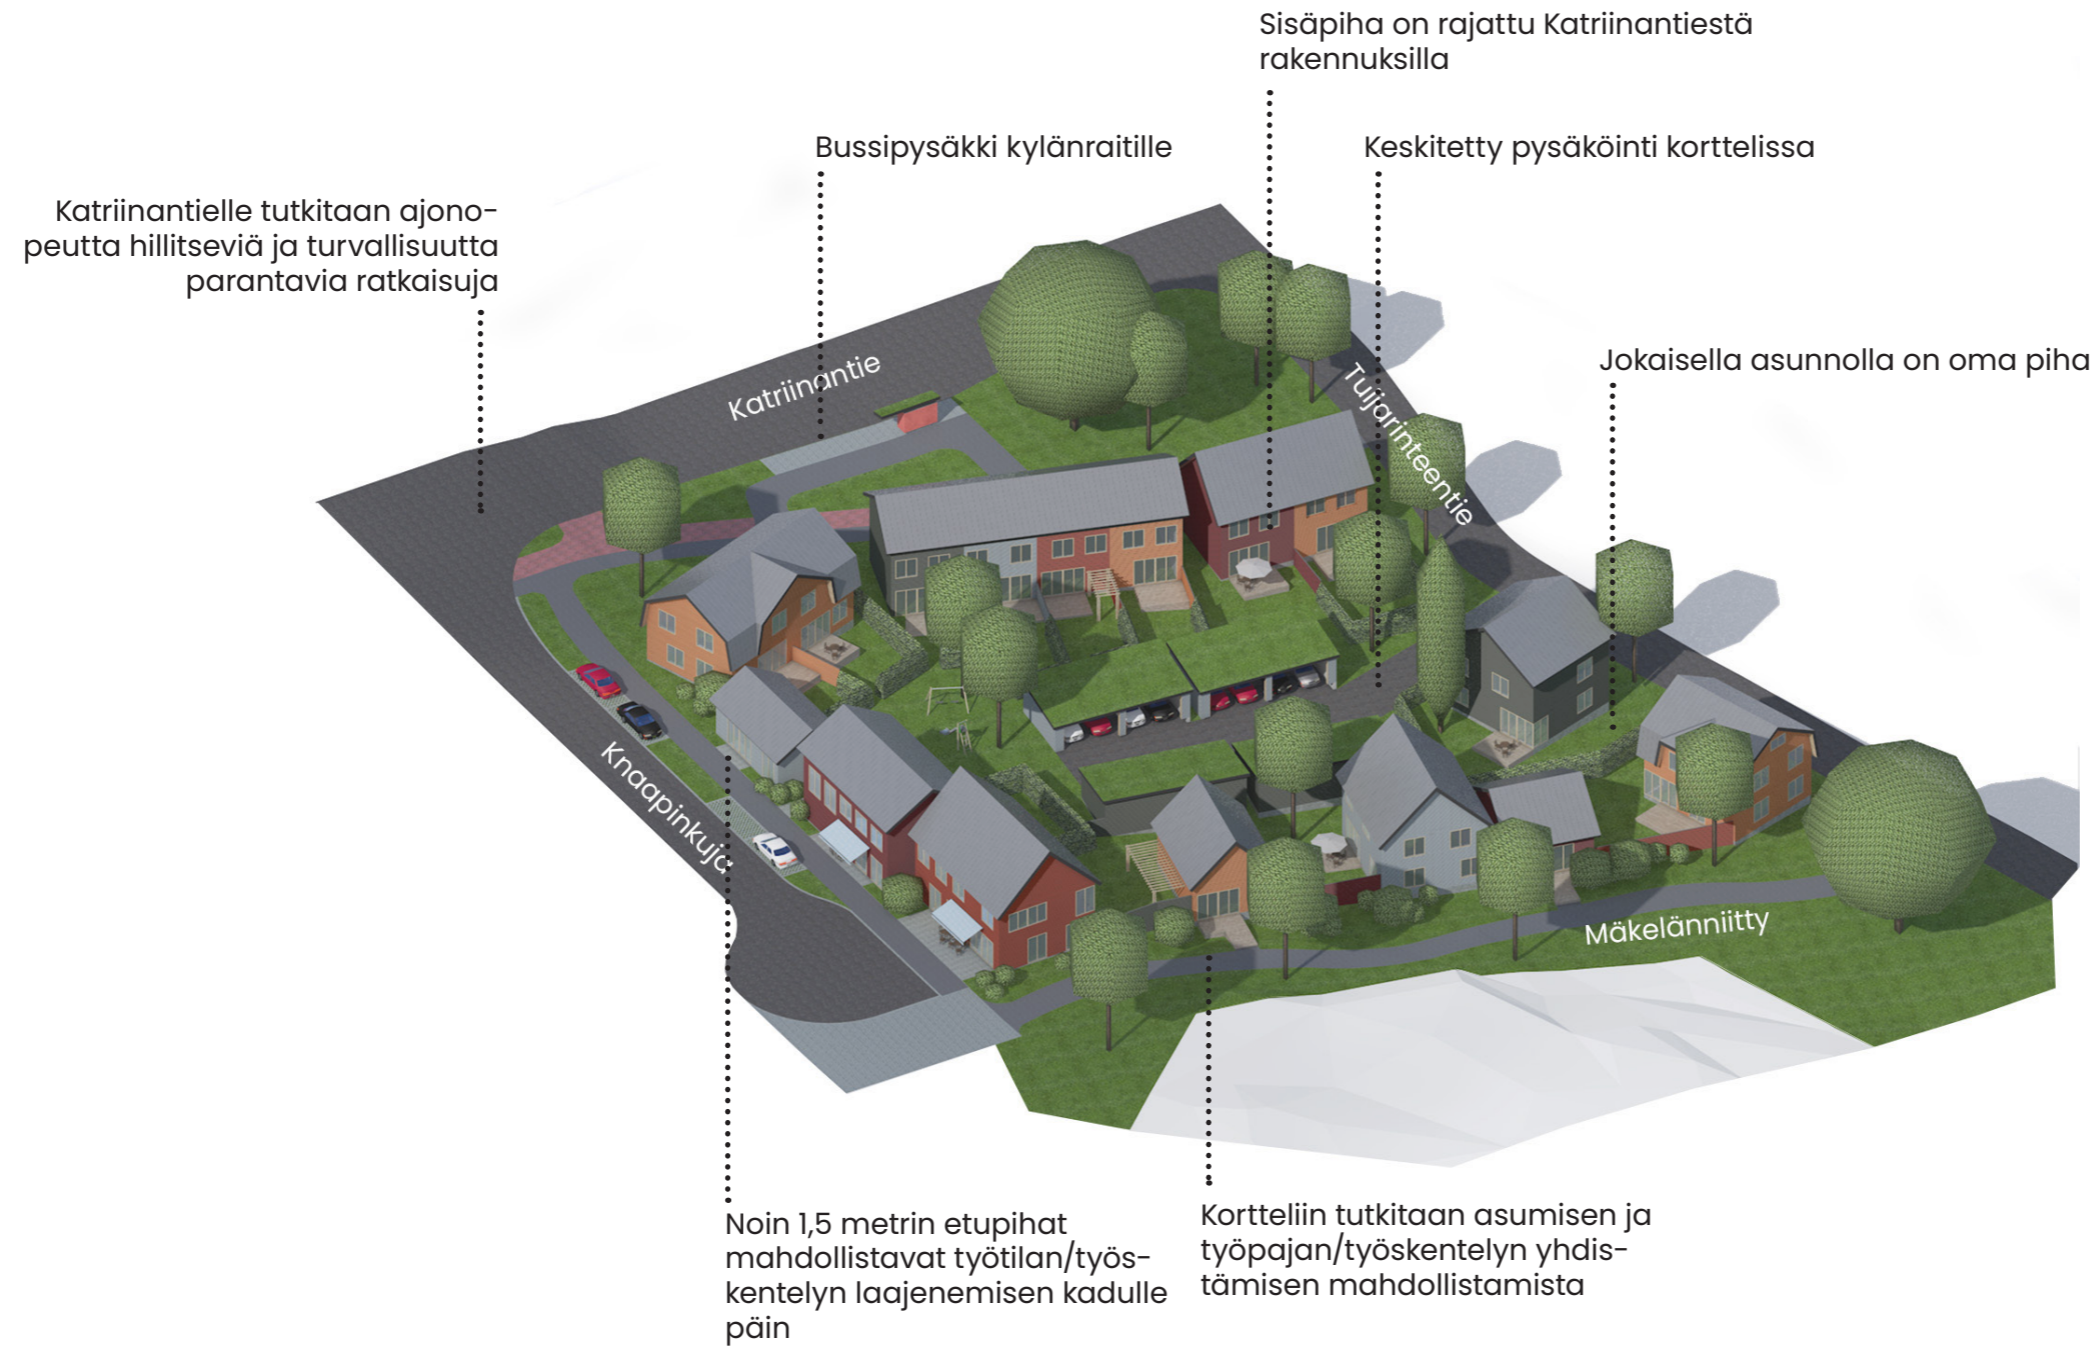 Sisäpiha on rajattu Katriinantiestä
rakennuksilla
Bussipysäkki kylänraitille
Keskitetty pysäköinti korttelissa
Katriinantielle tutkitaan ajono-
peutta hillitseviä ja turvallisuutta
parantavia ratkaisuja
Jokaisella asunnolla on oma piha
Katriinantie
Tuijarinteentie
Knaapinkuja
Mäkelänniitty
Noin 1,5 metrin etupihat
mahdollistavat työtilan/työs-
kentelyn laajenemisen kadulle
päin
Kortteliin tutkitaan asumisen ja
työpajan/työskentelyn yhdis-
tämisen mahdollistamista